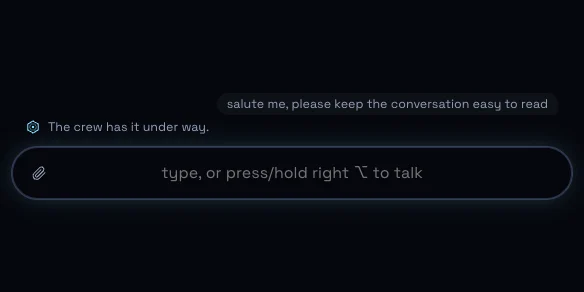 salute me, please keep the conversation easy to read
The crew has it under way.
type, or press/hold right ⌥ to talk